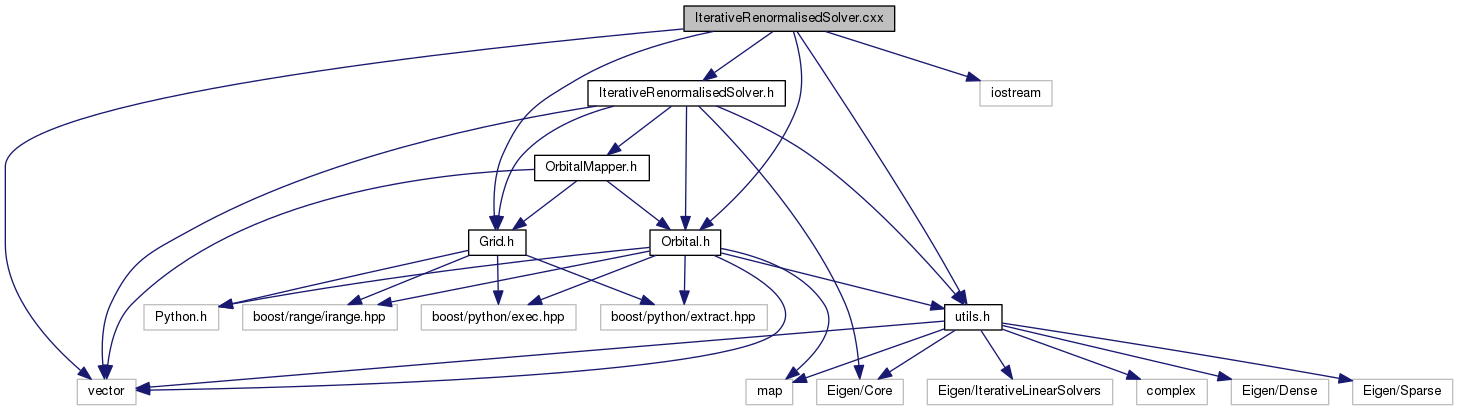 IterativeRenormalisedSolver.cxx
IterativeRenormalisedSolver.h
iostream
OrbitalMapper.h
Grid.h
Orbital.h
Python.h
boost/range/irange.hpp
boost/python/exec.hpp
boost/python/extract.hpp
utils.h
vector
map
Eigen/Core
Eigen/IterativeLinearSolvers
complex
Eigen/Dense
Eigen/Sparse